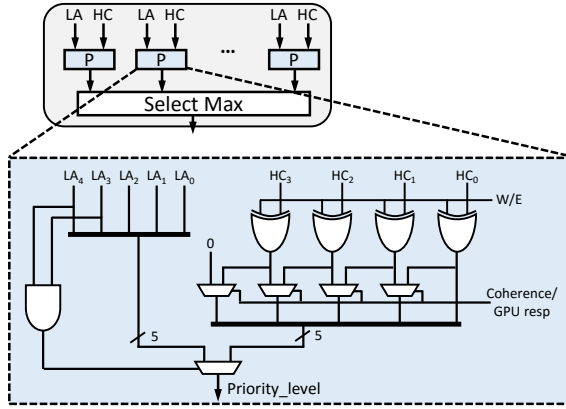 LA HC LA HC ... LA HC
P P P
Select Max
LA₄ LA₃ LA₂ LA₁ LA₀ HC₃ HC₂ HC₁ HC₀
W/E
0
Coherence/
GPU resp
5 5
Priority_level